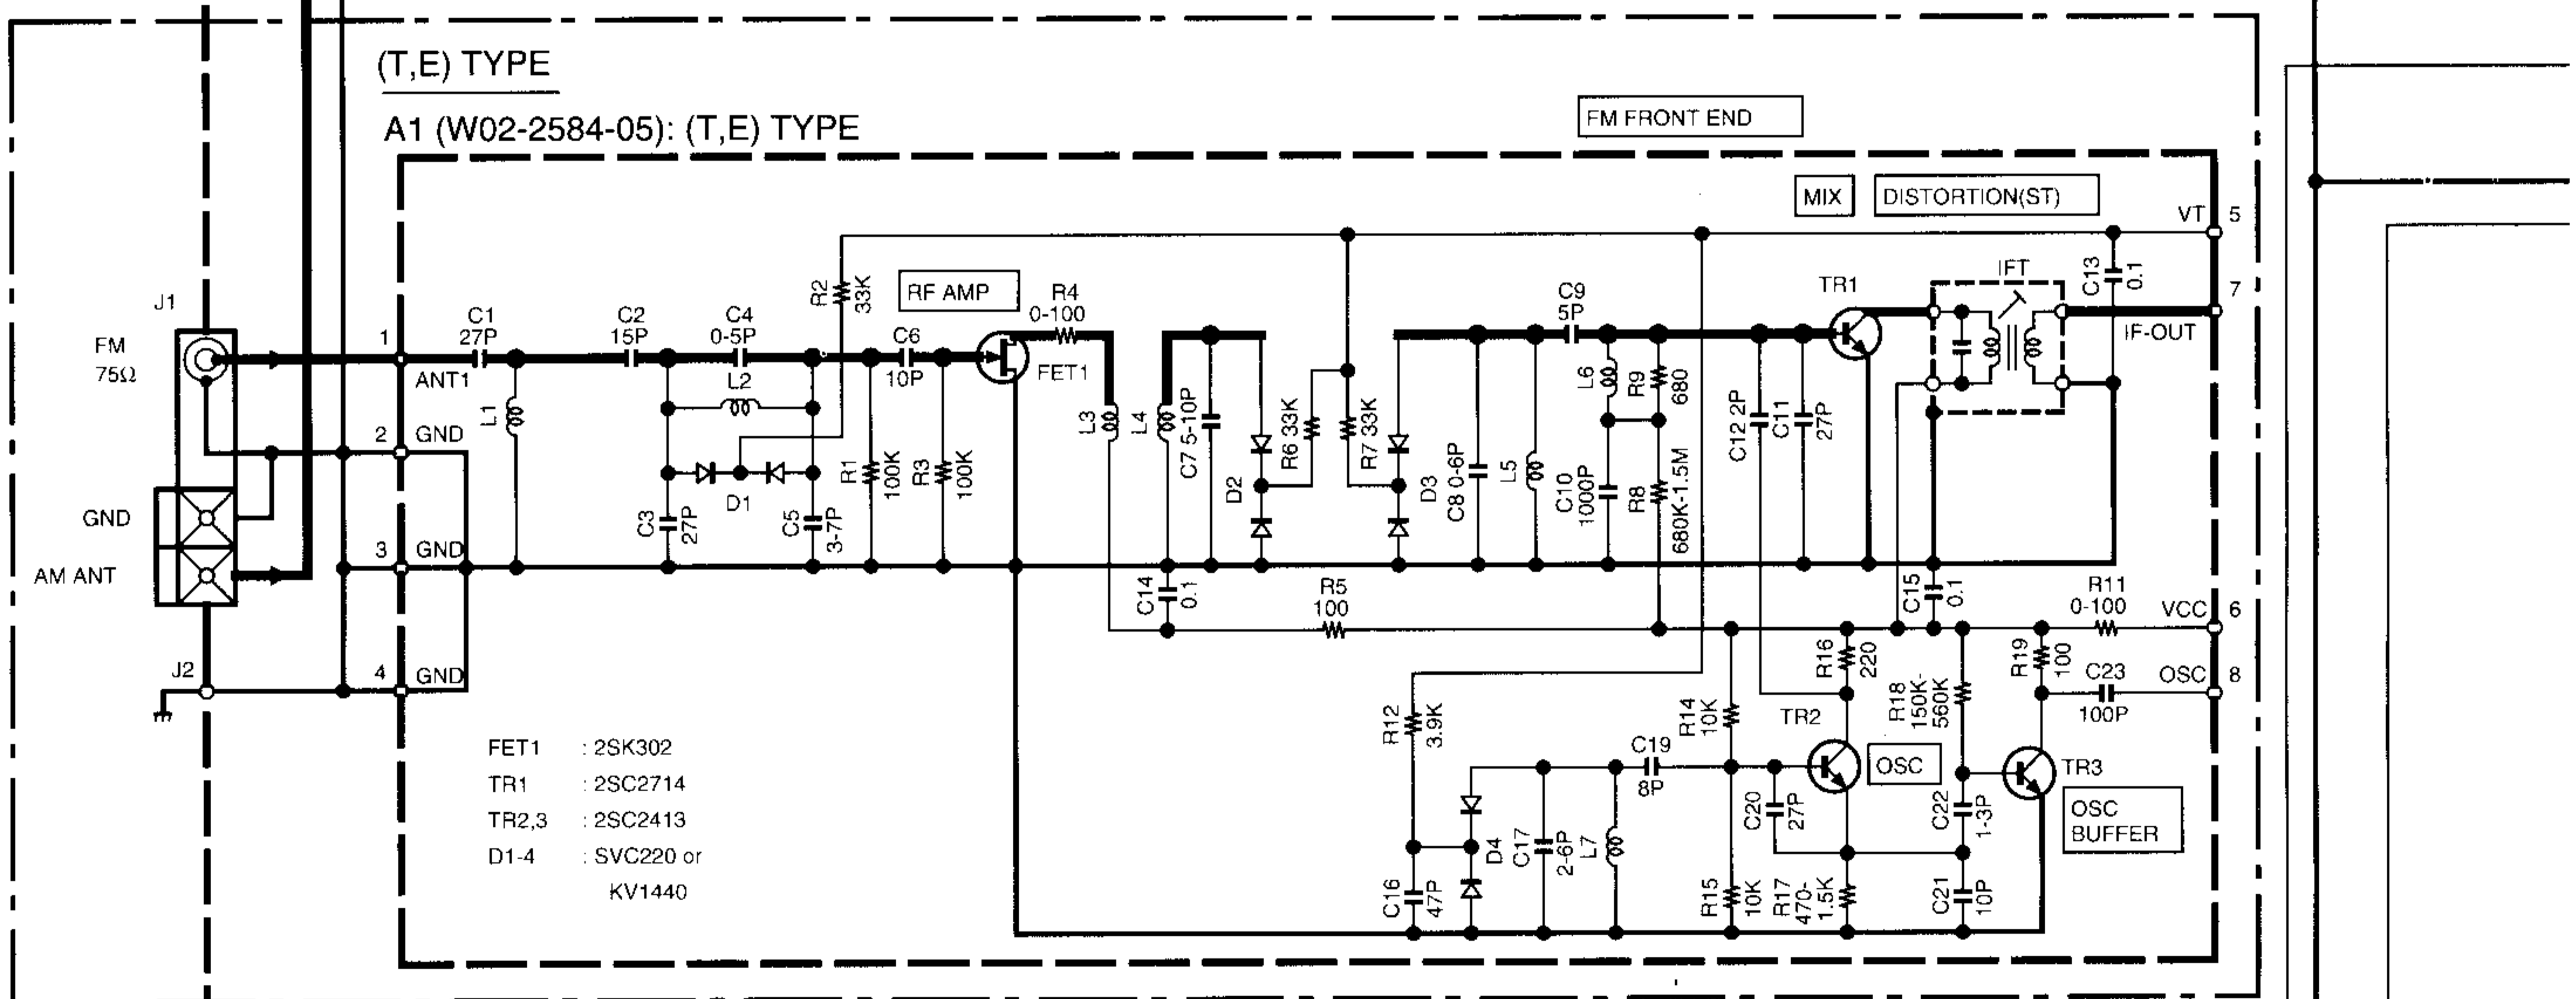 (T,E) TYPE
A1 (W02-2584-05): (T,E) TYPE
FM FRONT END
MIX
DISTORTION(ST)
VT 5
J1
FM
75Ω
1
ANT1
C1
27P
L1
C2
15P
C4
0-5P
L2
R2
33K
RF AMP
C6
10P
R4
0-100
FET1
C9
5P
TR1
IFT
C13
0.1
7
IF-OUT
2 GND
C3
27P
D1
C5
3-7P
R1
100K
R3
100K
L3
L4
C7 5-10P
D2
R6 33K
R7 33K
D3
C8 0-6P
L5
L6
R9
680
C10
1000P
R8
680K-1.5M
C12 2P
C11
27P
GND
3 GND
AM ANT
C14
0.1
R5
100
C15
0.1
R11
0-100
VCC 6
J2
4 GND
R16
220
R18
150K-
560K
R19
100
C23
100P
OSC 8
R12
3.9K
R14
10K
TR2
OSC
TR3
OSC
BUFFER
C19
8P
C20
27P
C22
1-3P
C16
47P
D4
C17
2-6P
L7
R15
10K
R17
470-
1.5K
C21
10P
FET1 : 2SK302
TR1 : 2SC2714
TR2,3 : 2SC2413
D1-4 : SVC220 or
KV1440